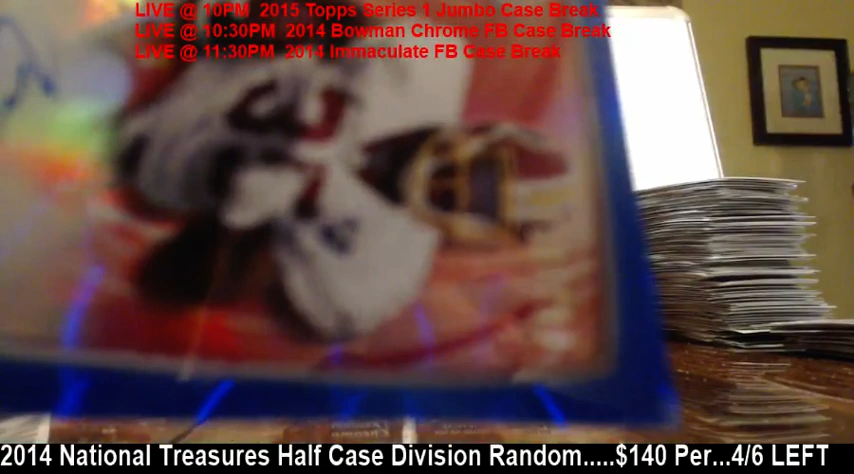 LIVE @ 10PM 2015 Topps Series 1 Jumbo Case Break
LIVE @ 10:30PM 2014 Bowman Chrome FB Case Break
LIVE @ 11:30PM 2014 Immaculate FB Case Break
2014 National Treasures Half Case Division Random.....$140 Per...4/6 LEFT